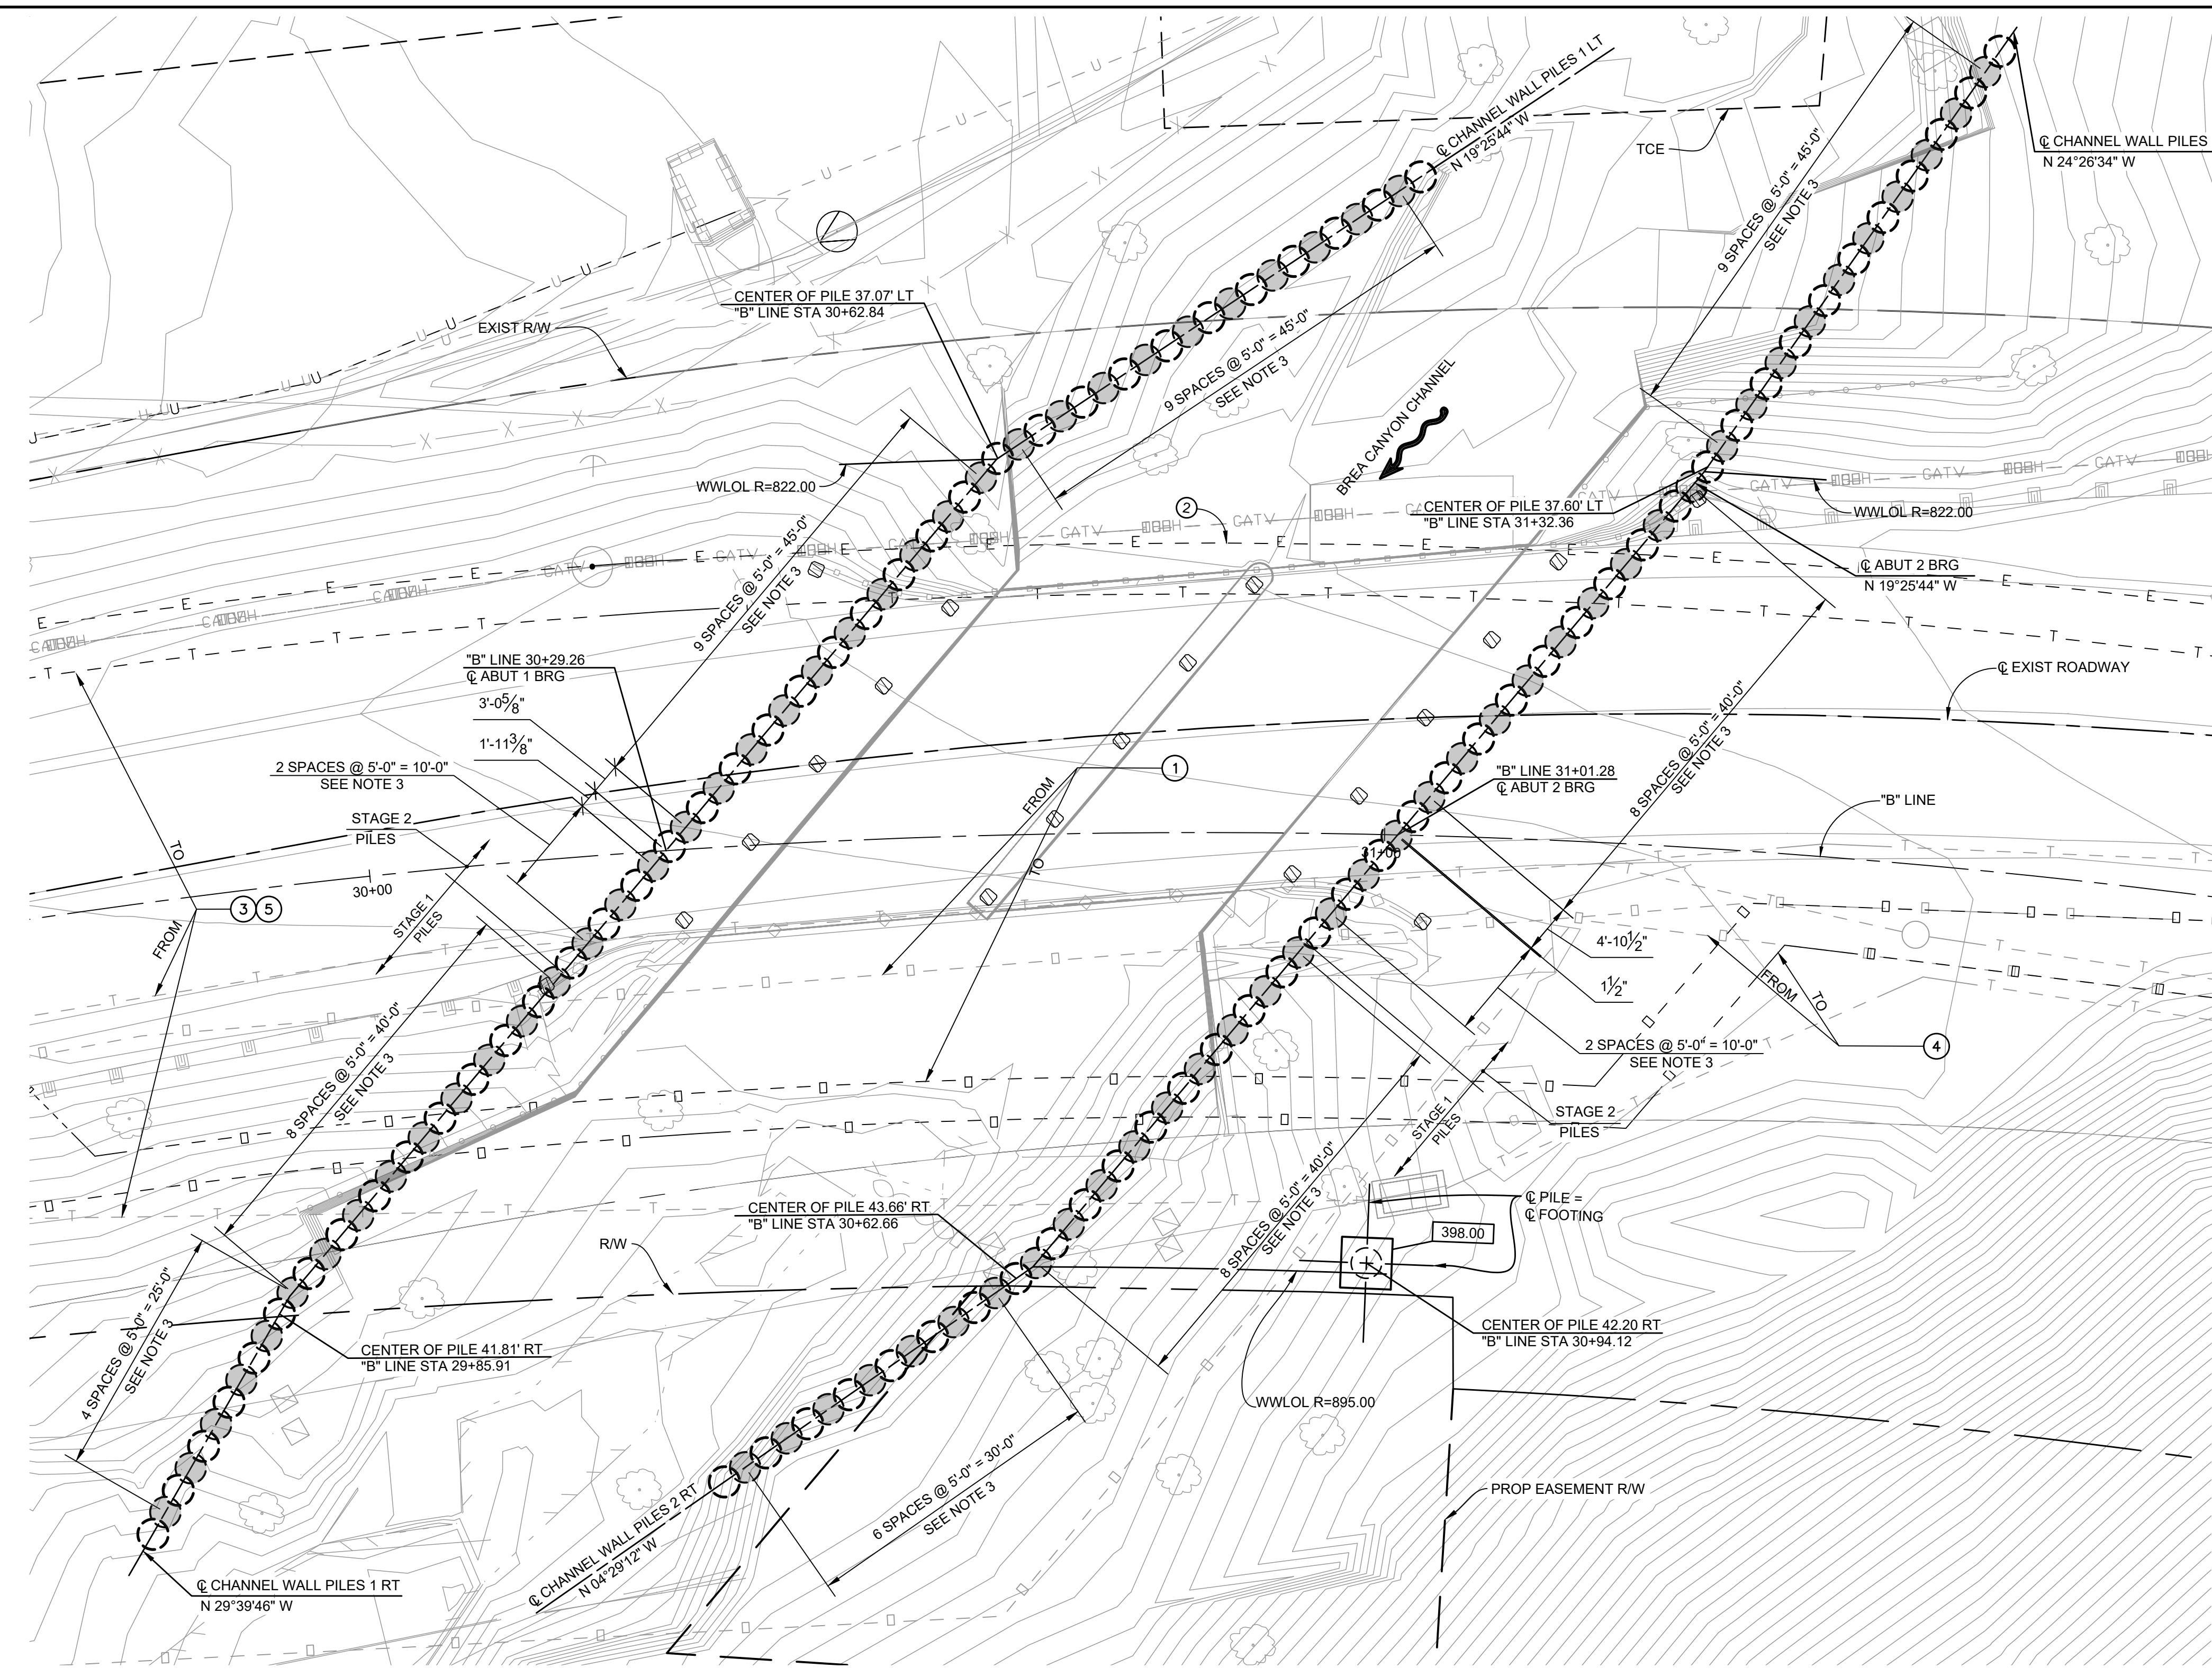 ℄ CHANNEL WALL PILES 1 LT
N 19°25'44" W
TCE
℄ CHANNEL WALL PILES
N 24°26'34" W
9 SPACES @ 5'-0" = 45'-0"
SEE NOTE 3
CENTER OF PILE 37.07' LT
"B" LINE STA 30+62.84
EXIST R/W
9 SPACES @ 5'-0" = 45'-0"
SEE NOTE 3
BREA CANYON CHANNEL
WWLOL R=822.00
2
CENTER OF PILE 37.60' LT
"B" LINE STA 31+32.36
WWLOL R=822.00
℄ ABUT 2 BRG
N 19°25'44" W
9 SPACES @ 5'-0" = 45'-0"
SEE NOTE 3
"B" LINE 30+29.26
℄ ABUT 1 BRG
3'-0 5/8"
1'-11 3/8"
2 SPACES @ 5'-0" = 10'-0"
SEE NOTE 3
STAGE 2
PILES
℄ EXIST ROADWAY
8 SPACES @ 5'-0" = 40'-0"
SEE NOTE 3
"B" LINE 31+01.28
℄ ABUT 2 BRG
"B" LINE
1
FROM
TO
TO
FROM
3 5
30+00
31+00
STAGE 1
PILES
4'-10 1/2"
1 1/2"
2 SPACES @ 5'-0" = 10'-0"
SEE NOTE 3
FROM
TO
4
8 SPACES @ 5'-0" = 40'-0"
SEE NOTE 3
STAGE 2
PILES
STAGE 1
PILES
8 SPACES @ 5'-0" = 40'-0"
SEE NOTE 3
CENTER OF PILE 43.66' RT
"B" LINE STA 30+62.66
℄ PILE =
℄ FOOTING
398.00
R/W
4 SPACES @ 5'-0" = 25'-0"
SEE NOTE 3
CENTER OF PILE 41.81' RT
"B" LINE STA 29+85.91
CENTER OF PILE 42.20 RT
"B" LINE STA 30+94.12
WWLOL R=895.00
6 SPACES @ 5'-0" = 30'-0"
SEE NOTE 3
PROP EASEMENT R/W
℄ CHANNEL WALL PILES 2 RT
N 04°29'12" W
℄ CHANNEL WALL PILES 1 RT
N 29°39'46" W